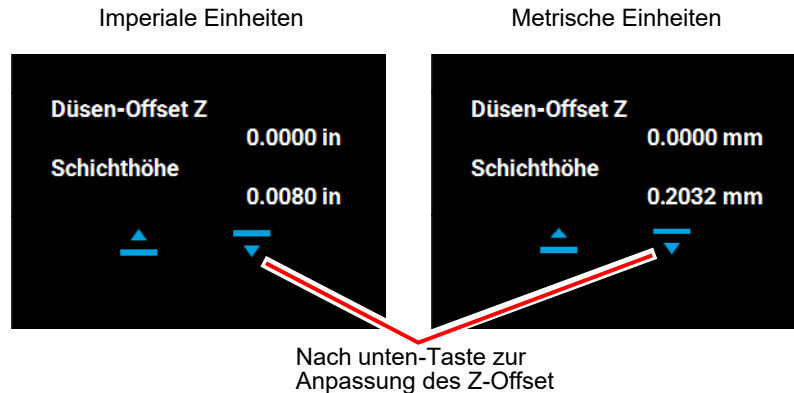 Imperiale Einheiten
Metrische Einheiten
Düsen-Offset Z
0.0000 in
Schichthöhe
0.0080 in
Düsen-Offset Z
0.0000 mm
Schichthöhe
0.2032 mm
Nach unten-Taste zur
Anpassung des Z-Offset